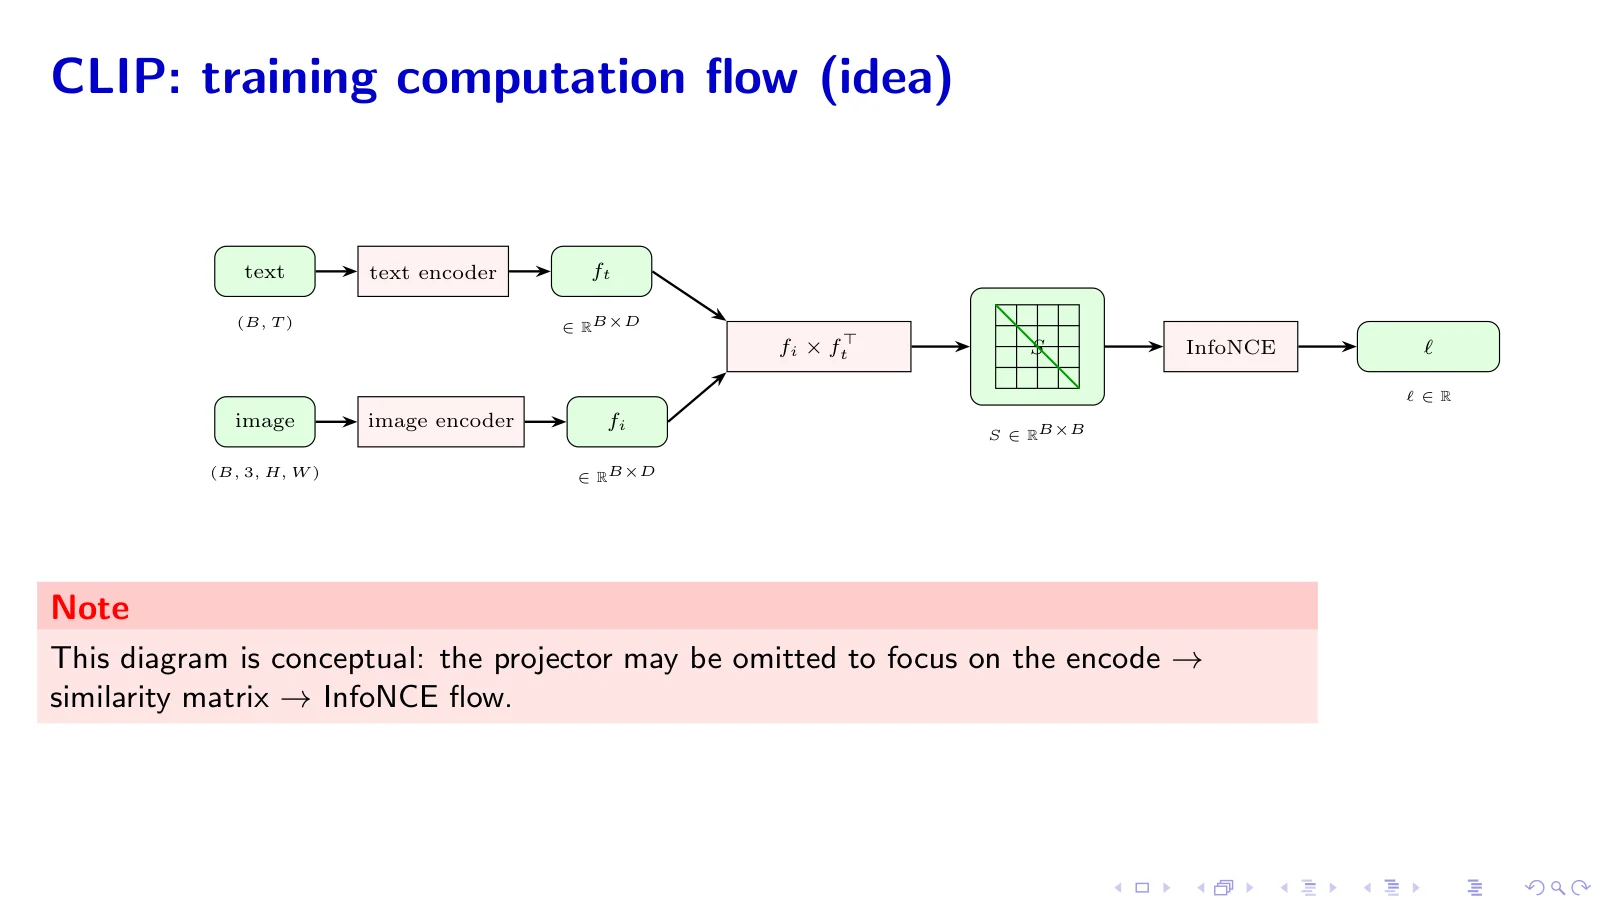 CLIP: training computation flow (idea)
text
text encoder
f_t
(B, T)
∈ ℝ^{B×D}
f_i × f_t^⊤
S
InfoNCE
ℓ
ℓ ∈ ℝ
S ∈ ℝ^{B×B}
image
image encoder
f_i
(B, 3, H, W)
∈ ℝ^{B×D}
Note
This diagram is conceptual: the projector may be omitted to focus on the encode →
similarity matrix → InfoNCE flow.